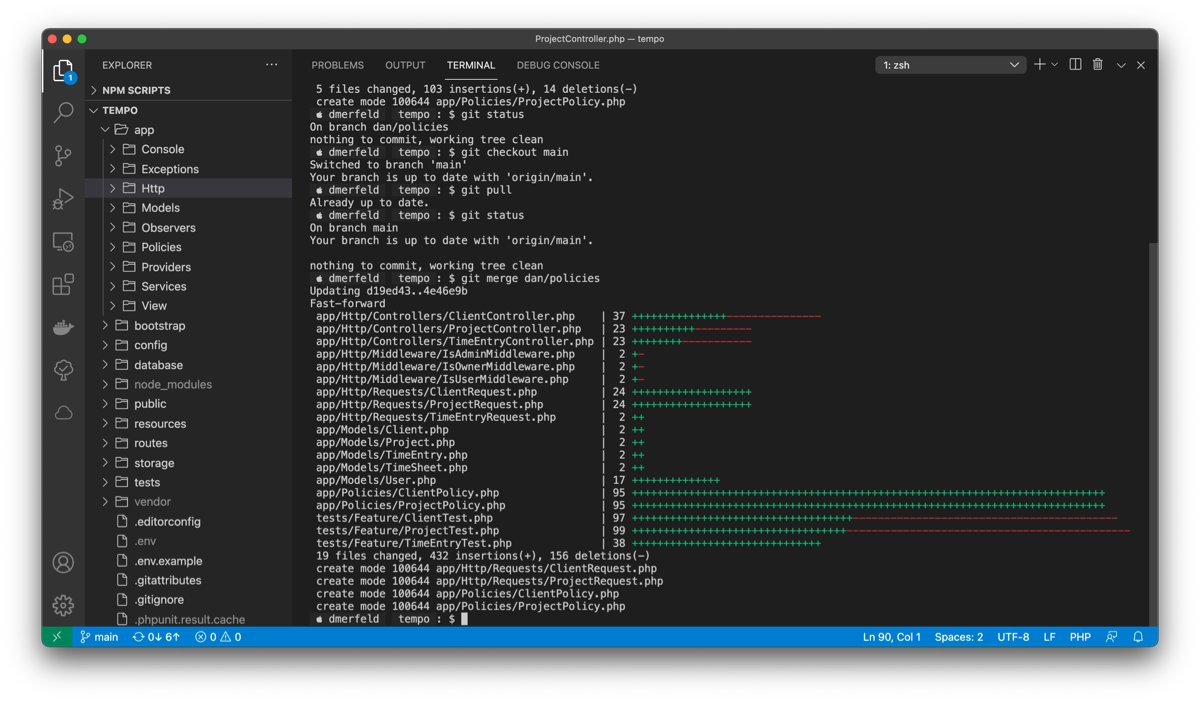 ProjectController.php — tempo
EXPLORER
PROBLEMS OUTPUT TERMINAL DEBUG CONSOLE
1: zsh
1
NPM SCRIPTS
TEMPO
app
Console
Exceptions
Http
Models
Observers
Policies
Providers
Services
View
bootstrap
config
database
node_modules
public
resources
routes
storage
tests
vendor
.editorconfig
.env
.env.example
.gitattributes
.gitignore
.phpunit.result.cache
5 files changed, 103 insertions(+), 14 deletions(-)
create mode 100644 app/Policies/ProjectPolicy.php
dmerfeld tempo : $ git status
On branch dan/policies
nothing to commit, working tree clean
dmerfeld tempo : $ git checkout main
Switched to branch 'main'
Your branch is up to date with 'origin/main'.
dmerfeld tempo : $ git pull
Already up to date.
dmerfeld tempo : $ git status
On branch main
Your branch is up to date with 'origin/main'.
nothing to commit, working tree clean
dmerfeld tempo : $ git merge dan/policies
Updating d19ed43..4e46e9b
Fast-forward
app/Http/Controllers/ClientController.php | 37 +++++++++++++++---------------
app/Http/Controllers/ProjectController.php | 23 ++++++++++---------
app/Http/Controllers/TimeEntryController.php | 23 ++++++++-----------
app/Http/Middleware/IsAdminMiddleware.php | 2 +-
app/Http/Middleware/IsOwnerMiddleware.php | 2 +-
app/Http/Middleware/IsUserMiddleware.php | 2 +-
app/Http/Requests/ClientRequest.php | 24 +++++++++++++++++++
app/Http/Requests/ProjectRequest.php | 24 +++++++++++++++++++
app/Http/Requests/TimeEntryRequest.php | 2 ++
app/Models/Client.php | 2 ++
app/Models/Project.php | 2 ++
app/Models/TimeEntry.php | 2 ++
app/Models/TimeSheet.php | 2 ++
app/Models/User.php | 17 ++++++++++++++
app/Policies/ClientPolicy.php | 95 +++++++++++++++++++++++++++++++++++++++++++++++++++++++++++++++++++++++++++
app/Policies/ProjectPolicy.php | 95 +++++++++++++++++++++++++++++++++++++++++++++++++++++++++++++++++++++++++++
tests/Feature/ClientTest.php | 97 +++++++++++++++++++++++++++++++++++------------------------------------------
tests/Feature/ProjectTest.php | 99 ++++++++++++++++++++++++++++++++++---------------------------------------------
tests/Feature/TimeEntryTest.php | 38 ++++++++++++++++++++++++++++++
19 files changed, 432 insertions(+), 156 deletions(-)
create mode 100644 app/Http/Requests/ClientRequest.php
create mode 100644 app/Http/Requests/ProjectRequest.php
create mode 100644 app/Policies/ClientPolicy.php
create mode 100644 app/Policies/ProjectPolicy.php
dmerfeld tempo : $
main 0↓ 6↑ 0 0 Ln 90, Col 1 Spaces: 2 UTF-8 LF PHP